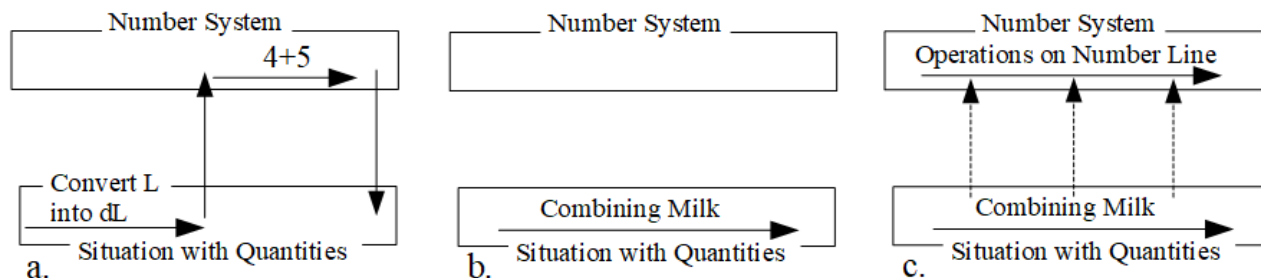 Number System
4+5
Convert L
into dL
Situation with Quantities
a.
Number System
Combining Milk
Situation with Quantities
b.
Number System
Operations on Number Line
Combining Milk
Situation with Quantities
c.